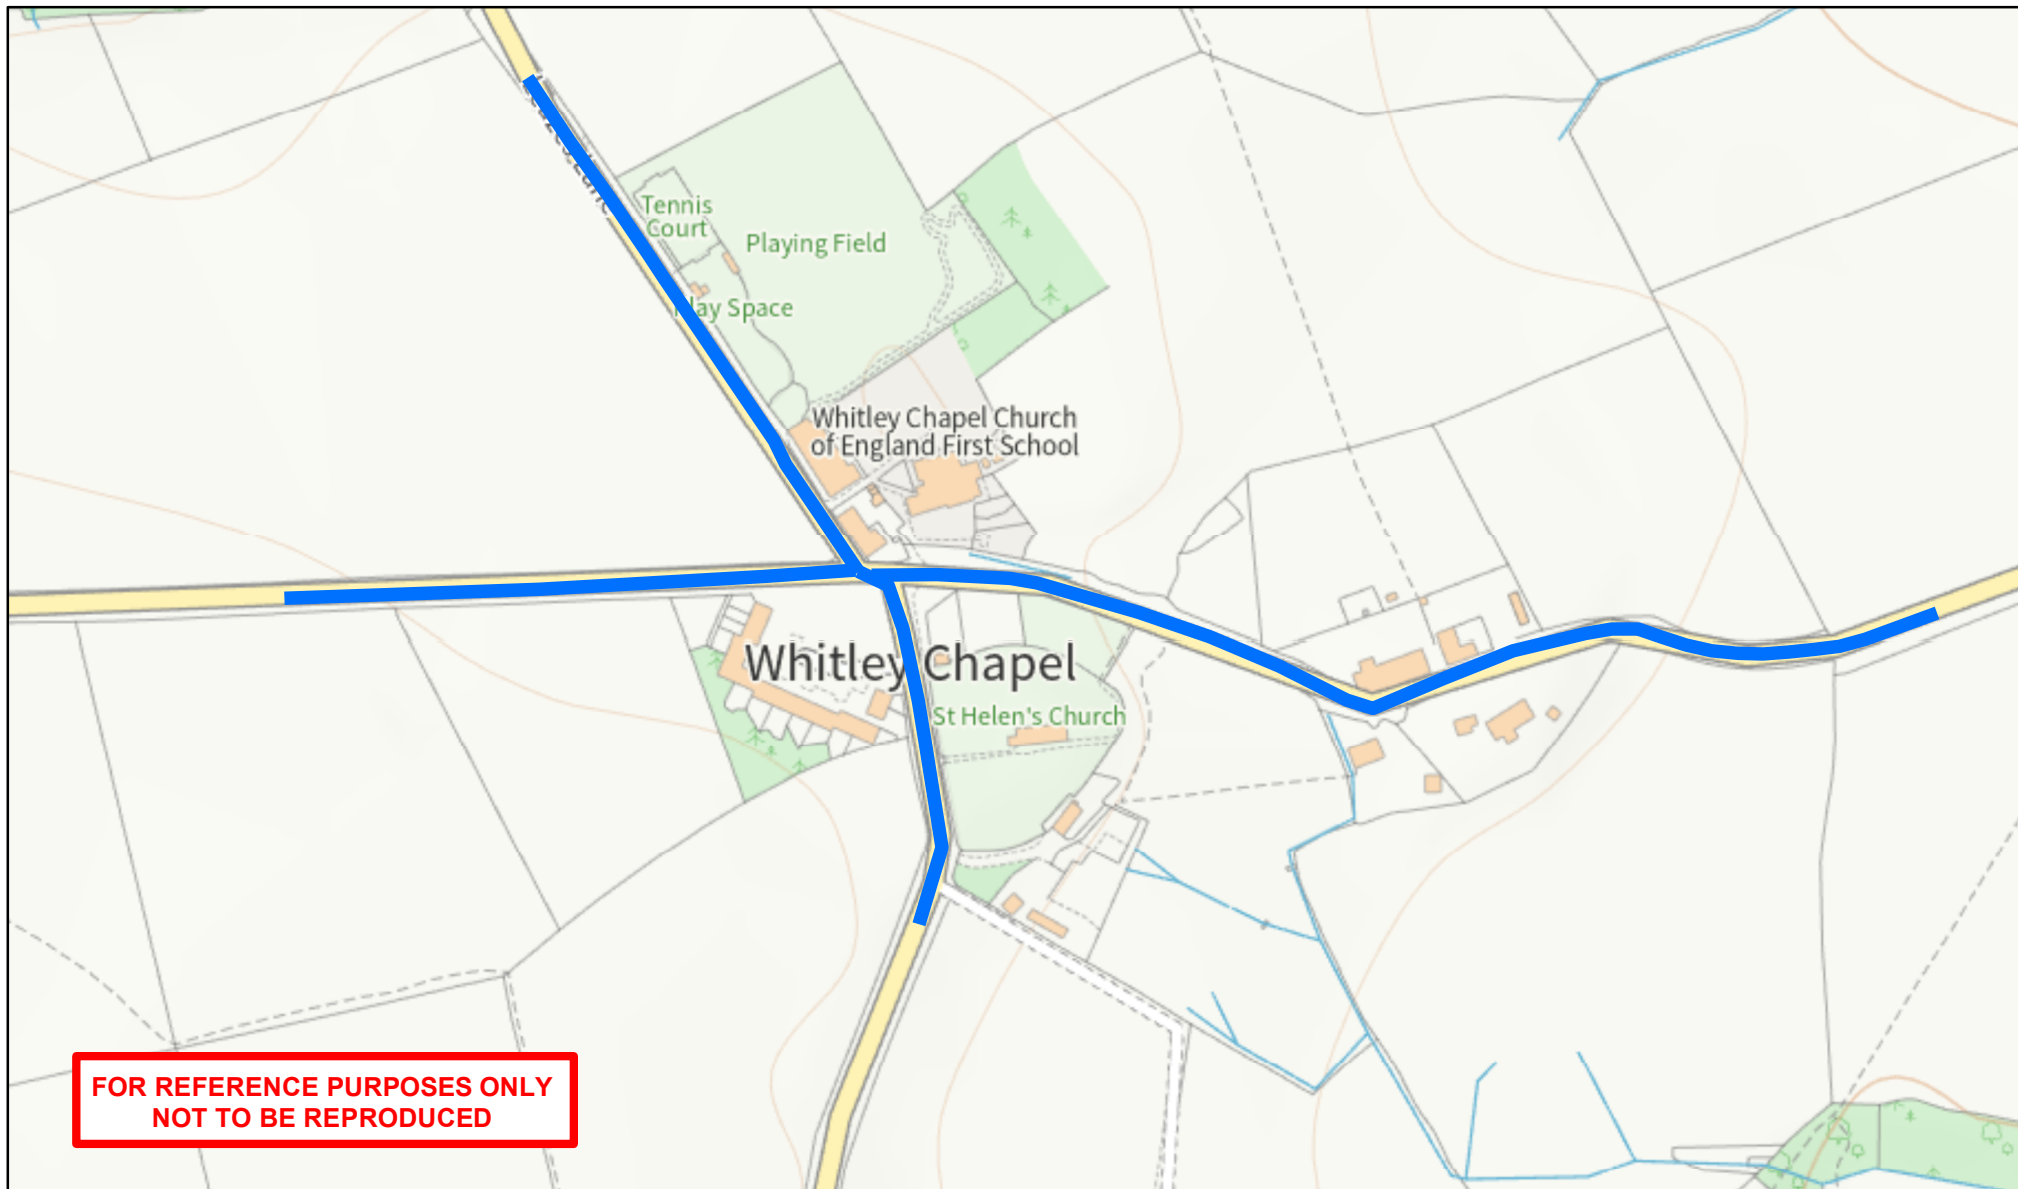 Tennis
Court
Playing Field
Play Space
Whitley Chapel Church
of England First School
Whitley Chapel
St Helen's Church
FOR REFERENCE PURPOSES ONLY
NOT TO BE REPRODUCED